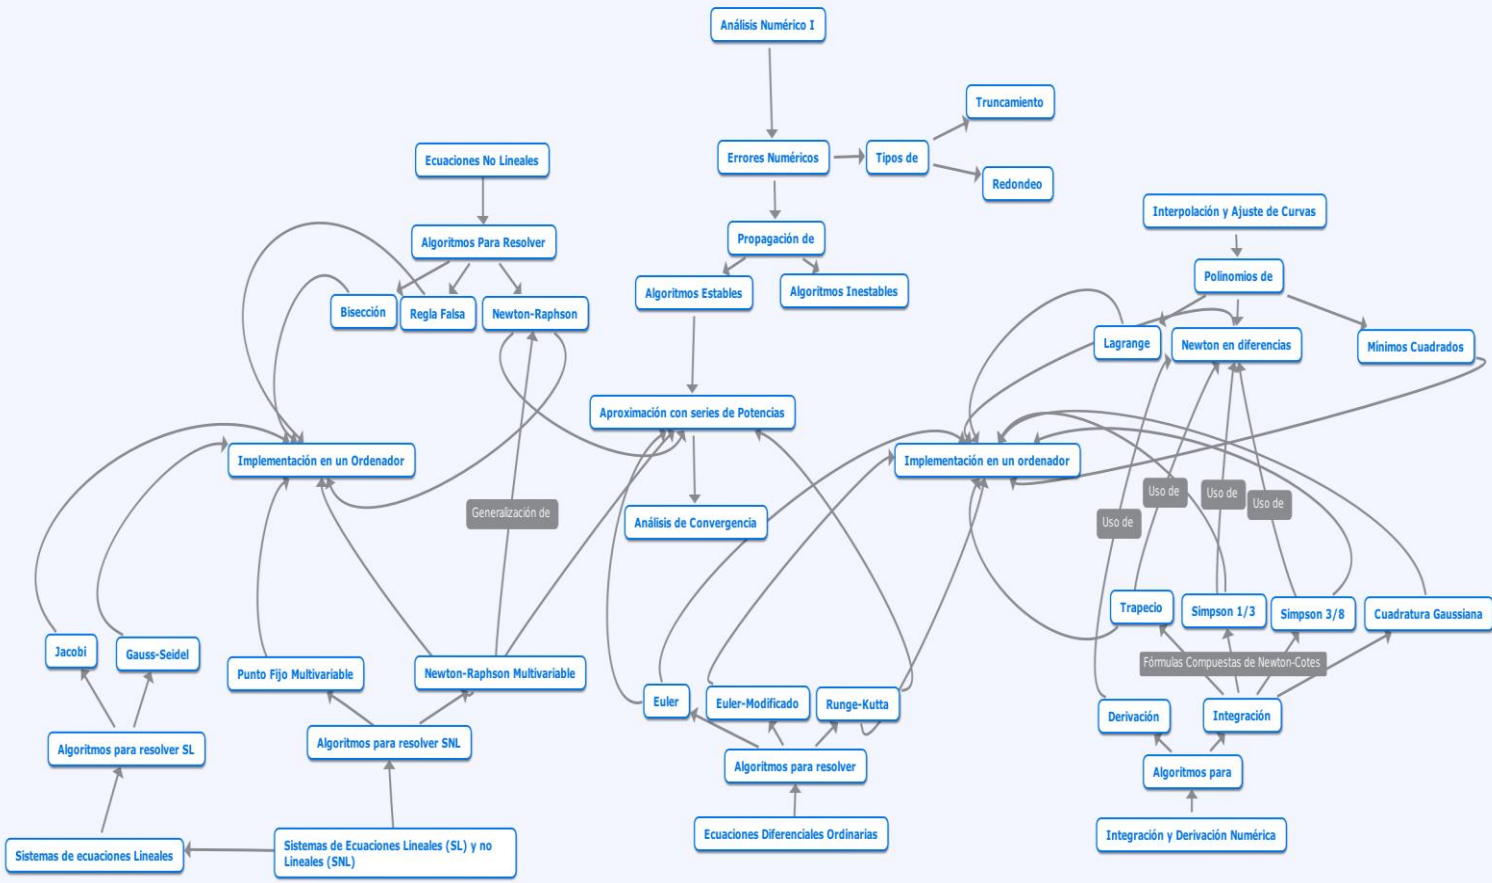 Análisis Numérico I
Truncamiento
Errores Numéricos
Tipos de
Redondeo
Ecuaciones No Lineales
Interpolación y Ajuste de Curvas
Algoritmos Para Resolver
Propagación de
Polinomios de
Algoritmos Estables
Algoritmos Inestables
Bisección
Regla Falsa
Newton-Raphson
Lagrange
Newton en diferencias
Mínimos Cuadrados
Aproximación con series de Potencias
Implementación en un Ordenador
Implementación en un ordenador
Generalización de
Análisis de Convergencia
Uso de
Uso de
Uso de
Uso de
Trapecio
Simpson 1/3
Simpson 3/8
Cuadratura Gaussiana
Jacobi
Gauss-Seidel
Punto Fijo Multivariable
Newton-Raphson Multivariable
Fórmulas Compuestas de Newton-Cotes
Euler
Euler-Modificado
Runge-Kutta
Derivación
Integración
Algoritmos para resolver SL
Algoritmos para resolver SNL
Algoritmos para resolver
Algoritmos para
Sistemas de ecuaciones Lineales
Sistemas de Ecuaciones Lineales (SL) y no
Lineales (SNL)
Ecuaciones Diferenciales Ordinarias
Integración y Derivación Numérica